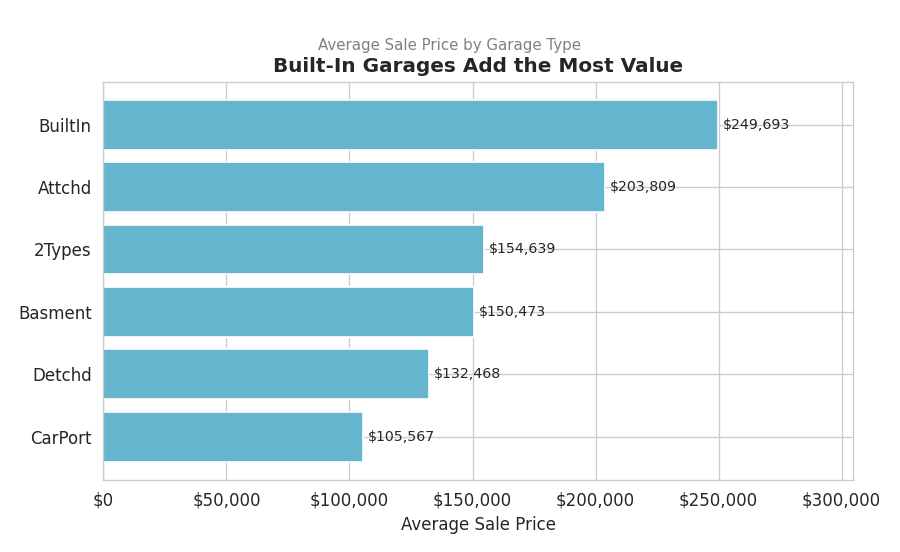 Average Sale Price by Garage Type
Built-In Garages Add the Most Value
BuiltIn $249,693
Attchd $203,809
2Types $154,639
Basment $150,473
Detchd $132,468
CarPort $105,567
$0 $50,000 $100,000 $150,000 $200,000 $250,000 $300,000
Average Sale Price